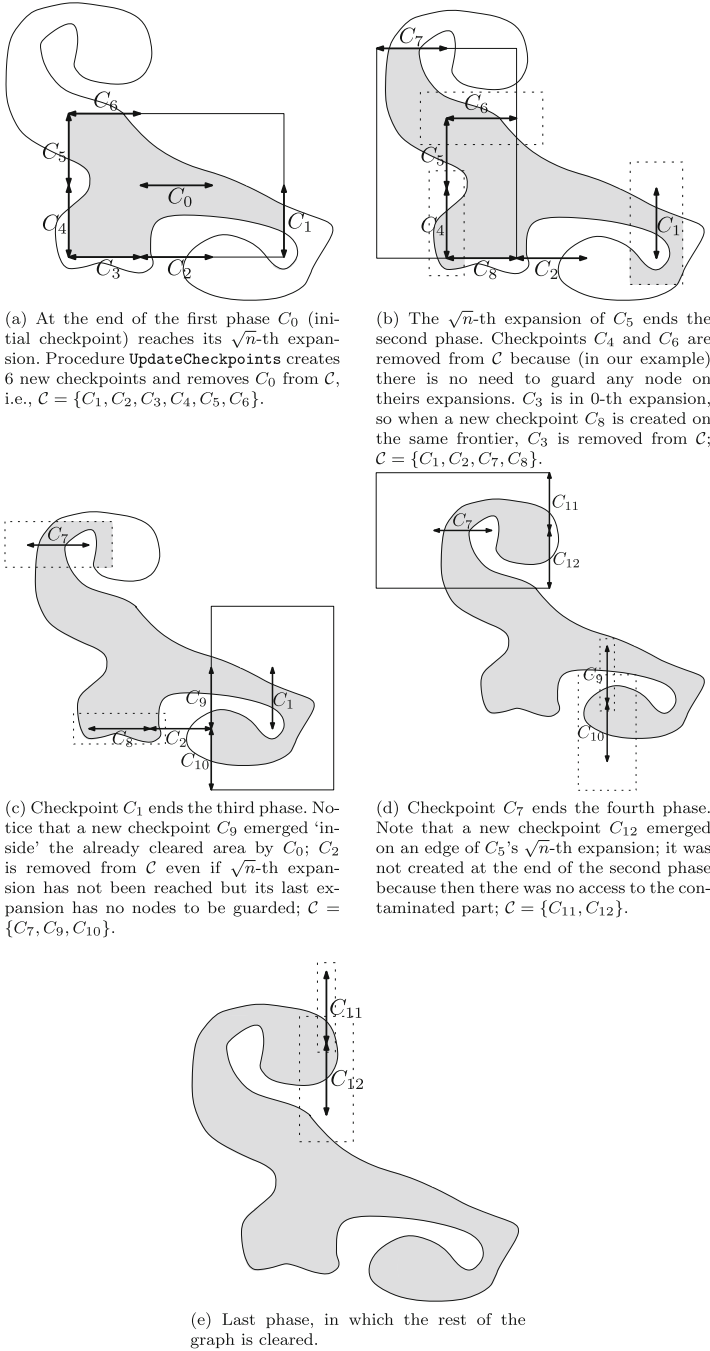 C₆
C₅
C₀
C₄
C₁
C₃
C₂
(a) At the end of the first phase C₀ (ini-
tial checkpoint) reaches its √n-th expan-
sion. Procedure UpdateCheckpoints creates
6 new checkpoints and removes C₀ from 𝒞,
i.e., 𝒞 = {C₁, C₂, C₃, C₄, C₅, C₆}.
C₇
C₆
C₅
C₄
C₁
C₈
C₂
(b) The √n-th expansion of C₅ ends the
second phase. Checkpoints C₄ and C₆ are
removed from 𝒞 because (in our example)
there is no need to guard any node on
theirs expansions. C₃ is in 0-th expansion,
so when a new checkpoint C₈ is created on
the same frontier, C₃ is removed from 𝒞;
𝒞 = {C₁, C₂, C₇, C₈}.
C₇
C₉
C₁
C₈
C₂
C₁₀
(c) Checkpoint C₁ ends the third phase. No-
tice that a new checkpoint C₉ emerged ‘in-
side’ the already cleared area by C₀; C₂
is removed from 𝒞 even if √n-th expan-
sion has not been reached but its last ex-
pansion has no nodes to be guarded; 𝒞 =
{C₇, C₉, C₁₀}.
C₁₁
C₇
C₁₂
C₉
C₁₀
(d) Checkpoint C₇ ends the fourth phase.
Note that a new checkpoint C₁₂ emerged
on an edge of C₅’s √n-th expansion; it was
not created at the end of the second phase
because then there was no access to the con-
taminated part; 𝒞 = {C₁₁, C₁₂}.
C₁₁
C₁₂
(e) Last phase, in which the rest of the
graph is cleared.